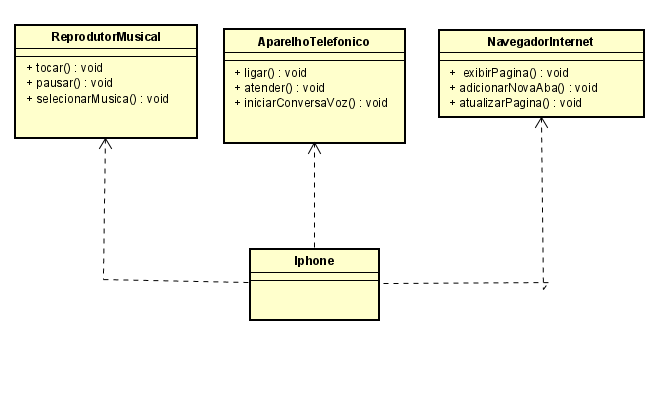 ReprodutorMusical
+ tocar() : void
+ pausar() : void
+ selecionarMusica() : void
AparelhoTelefonico
+ ligar() : void
+ atender() : void
+ iniciarConversaVoz() : void
NavegadorInternet
+ exibirPagina() : void
+ adicionarNovaAba() : void
+ atualizarPagina() : void
Iphone